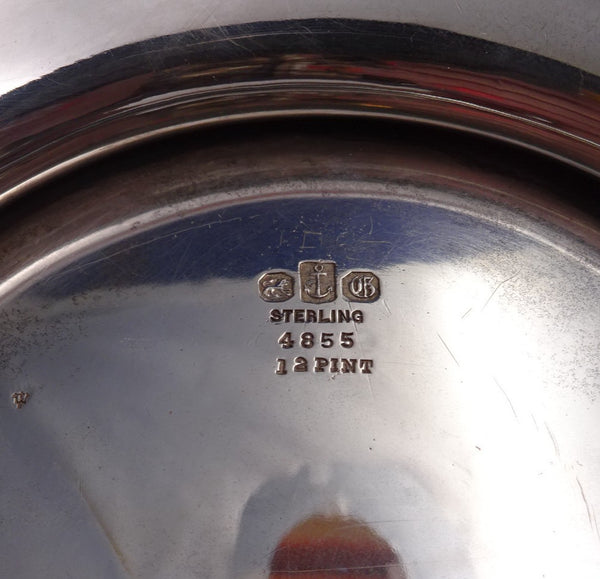 G
STERLING
4855
12 PINT